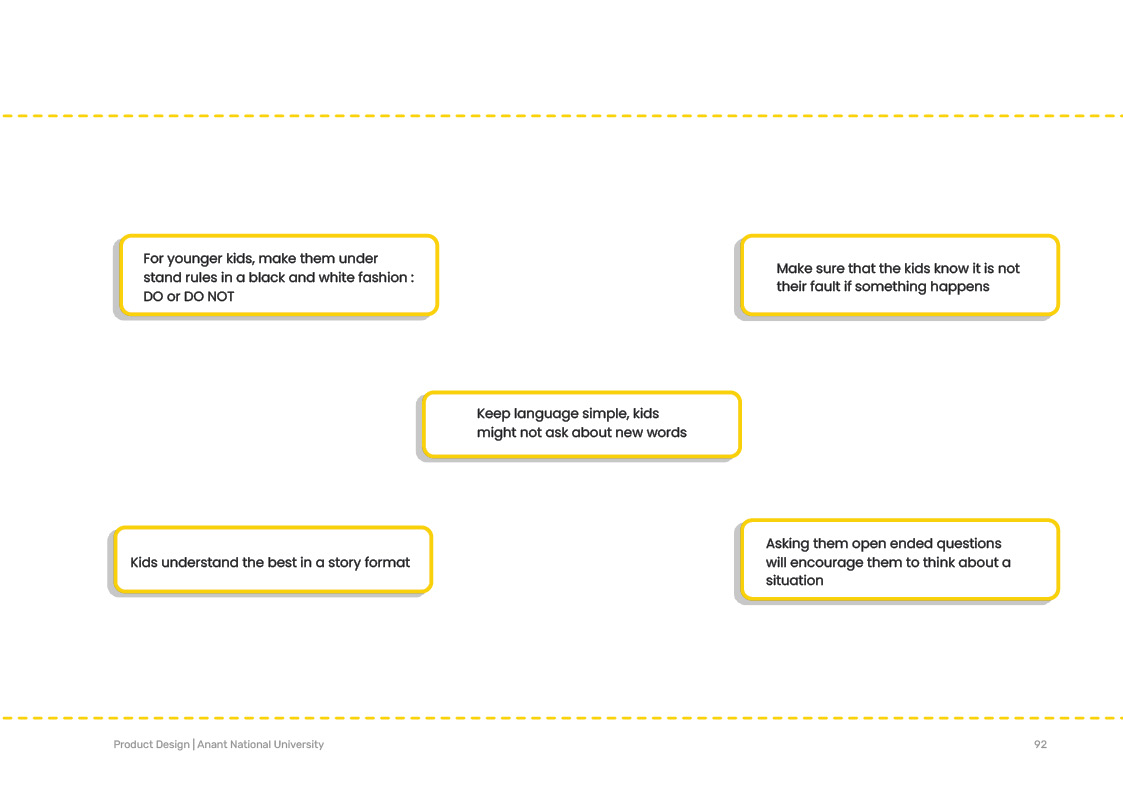 For younger kids, make them under
stand rules in a black and white fashion :
DO or DO NOT
Make sure that the kids know it is not
their fault if something happens
Keep language simple, kids
might not ask about new words
Kids understand the best in a story format
Asking them open ended questions
will encourage them to think about a
situation
Product Design | Anant National University
92